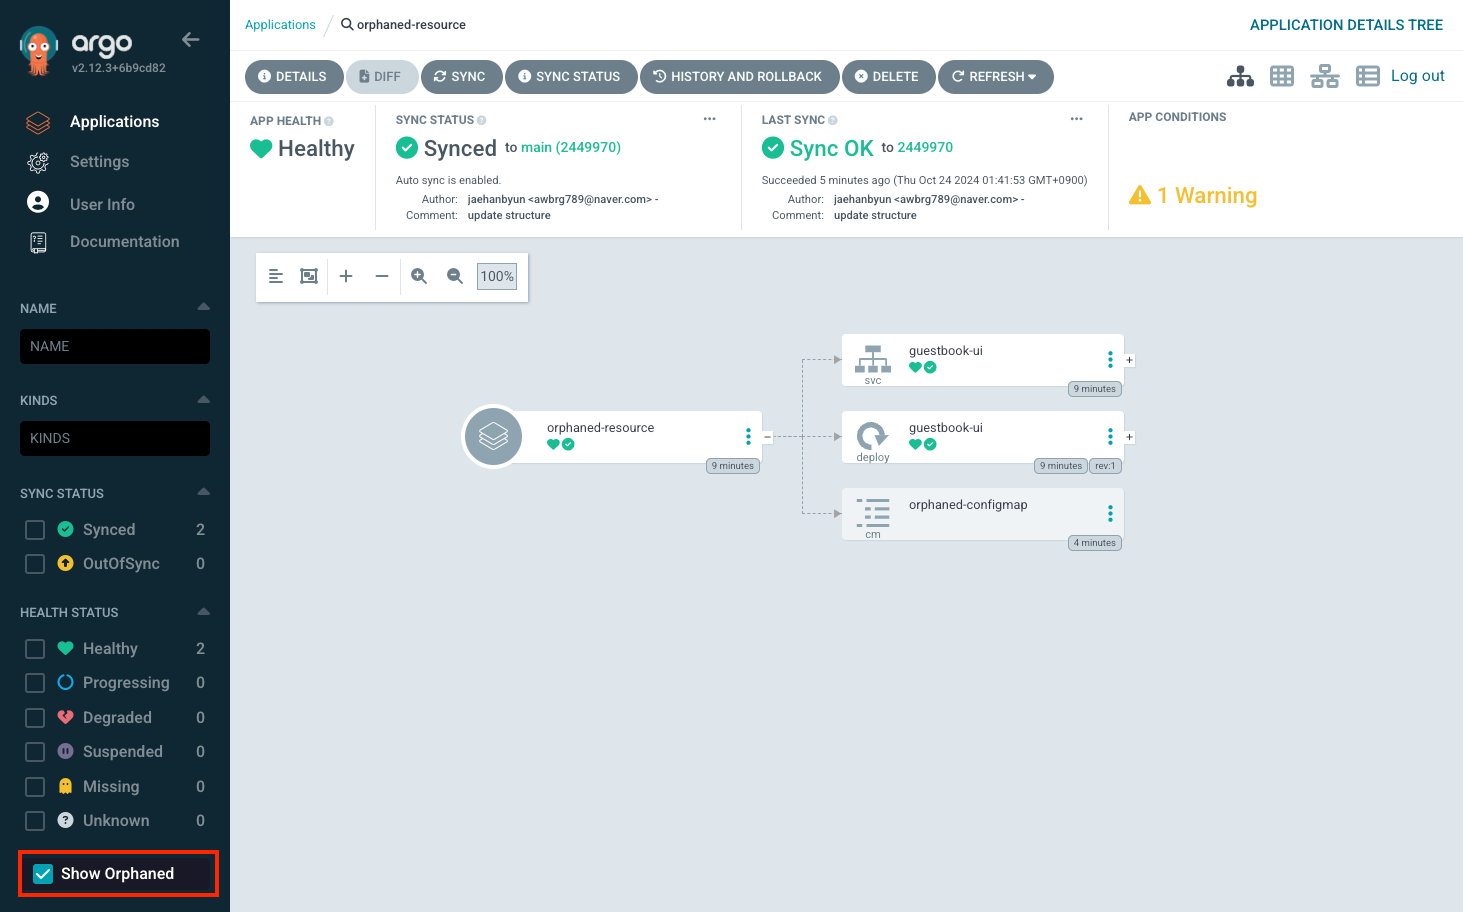 argo
v2.12.3+6b9cd82
Applications
Settings
User Info
Documentation
NAME
NAME
KINDS
KINDS
SYNC STATUS
Synced 2
OutOfSync 0
HEALTH STATUS
Healthy 2
Progressing 0
Degraded 0
Suspended 0
Missing 0
Unknown 0
Show Orphaned
Applications / orphaned-resource
APPLICATION DETAILS TREE
DETAILS DIFF SYNC SYNC STATUS HISTORY AND ROLLBACK DELETE REFRESH
Log out
APP HEALTH
Healthy
SYNC STATUS
Synced to main (2449970)
Auto sync is enabled.
Author: jaehanbyun <awbrg789@naver.com> -
Comment: update structure
LAST SYNC
Sync OK to 2449970
Succeeded 5 minutes ago (Thu Oct 24 2024 01:41:53 GMT+0900)
Author: jaehanbyun <awbrg789@naver.com> -
Comment: update structure
APP CONDITIONS
1 Warning
100%
orphaned-resource
9 minutes
guestbook-ui
svc
9 minutes
guestbook-ui
deploy
9 minutes rev:1
orphaned-configmap
cm
4 minutes